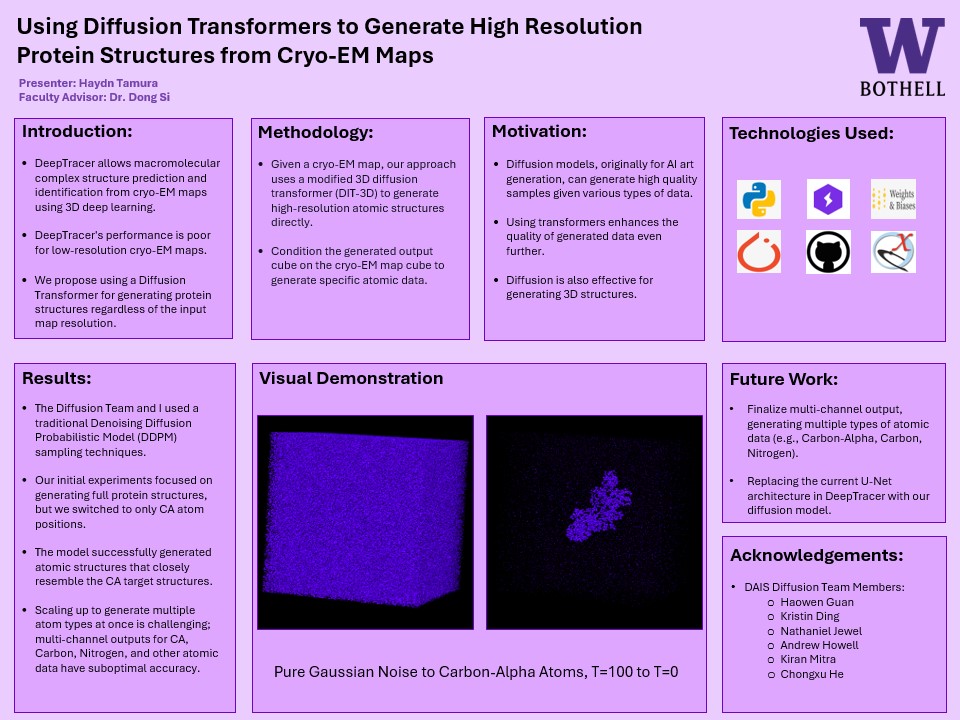 Using Diffusion Transformers to Generate High Resolution
Protein Structures from Cryo-EM Maps
Presenter: Haydn Tamura
Faculty Advisor: Dr. Dong Si
W
BOTHELL
Introduction:
• DeepTracer allows macromolecular
complex structure prediction and
identification from cryo-EM maps
using 3D deep learning.
• DeepTracer's performance is poor
for low-resolution cryo-EM maps.
• We propose using a Diffusion
Transformer for generating protein
structures regardless of the input
map resolution.
Methodology:
• Given a cryo-EM map, our approach
uses a modified 3D diffusion
transformer (DIT-3D) to generate
high-resolution atomic structures
directly.
• Condition the generated output
cube on the cryo-EM map cube to
generate specific atomic data.
Motivation:
• Diffusion models, originally for AI art
generation, can generate high quality
samples given various types of data.
• Using transformers enhances the
quality of generated data even
further.
• Diffusion is also effective for
generating 3D structures.
Technologies Used:
Weights
& Biases
X
Results:
• The Diffusion Team and I used a
traditional Denoising Diffusion
Probabilistic Model (DDPM)
sampling techniques.
• Our initial experiments focused on
generating full protein structures,
but we switched to only CA atom
positions.
• The model successfully generated
atomic structures that closely
resemble the CA target structures.
• Scaling up to generate multiple
atom types at once is challenging;
multi-channel outputs for CA,
Carbon, Nitrogen, and other atomic
data have suboptimal accuracy.
Visual Demonstration
Pure Gaussian Noise to Carbon-Alpha Atoms, T=100 to T=0
Future Work:
• Finalize multi-channel output,
generating multiple types of atomic
data (e.g., Carbon-Alpha, Carbon,
Nitrogen).
• Replacing the current U-Net
architecture in DeepTracer with our
diffusion model.
Acknowledgements:
• DAIS Diffusion Team Members:
o Haowen Guan
o Kristin Ding
o Nathaniel Jewel
o Andrew Howell
o Kiran Mitra
o Chongxu He